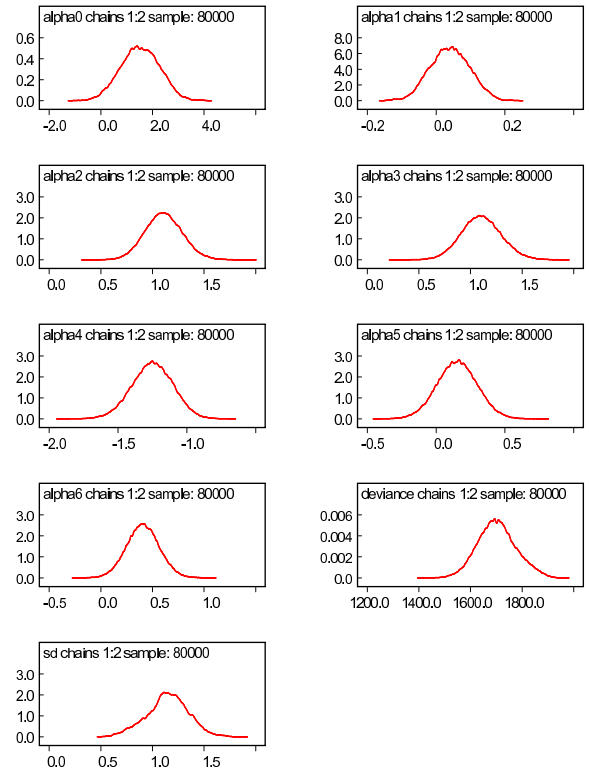 alpha0 chains 1:2 sample: 80000
0.6
0.4
0.2
0.0
-2.0 0.0 2.0 4.0
alpha1 chains 1:2 sample: 80000
8.0
6.0
4.0
2.0
0.0
-0.2 0.0 0.2
alpha2 chains 1:2 sample: 80000
3.0
2.0
1.0
0.0
0.0 0.5 1.0 1.5
alpha3 chains 1:2 sample: 80000
3.0
2.0
1.0
0.0
0.0 0.5 1.0 1.5
alpha4 chains 1:2 sample: 80000
3.0
2.0
1.0
0.0
-2.0 -1.5 -1.0
alpha5 chains 1:2 sample: 80000
3.0
2.0
1.0
0.0
-0.5 0.0 0.5
alpha6 chains 1:2 sample: 80000
3.0
2.0
1.0
0.0
-0.5 0.0 0.5 1.0
deviance chains 1:2 sample: 80000
0.006
0.004
0.002
0.0
1200.0 1400.0 1600.0 1800.0
sd chains 1:2 sample: 80000
3.0
2.0
1.0
0.0
0.0 0.5 1.0 1.5